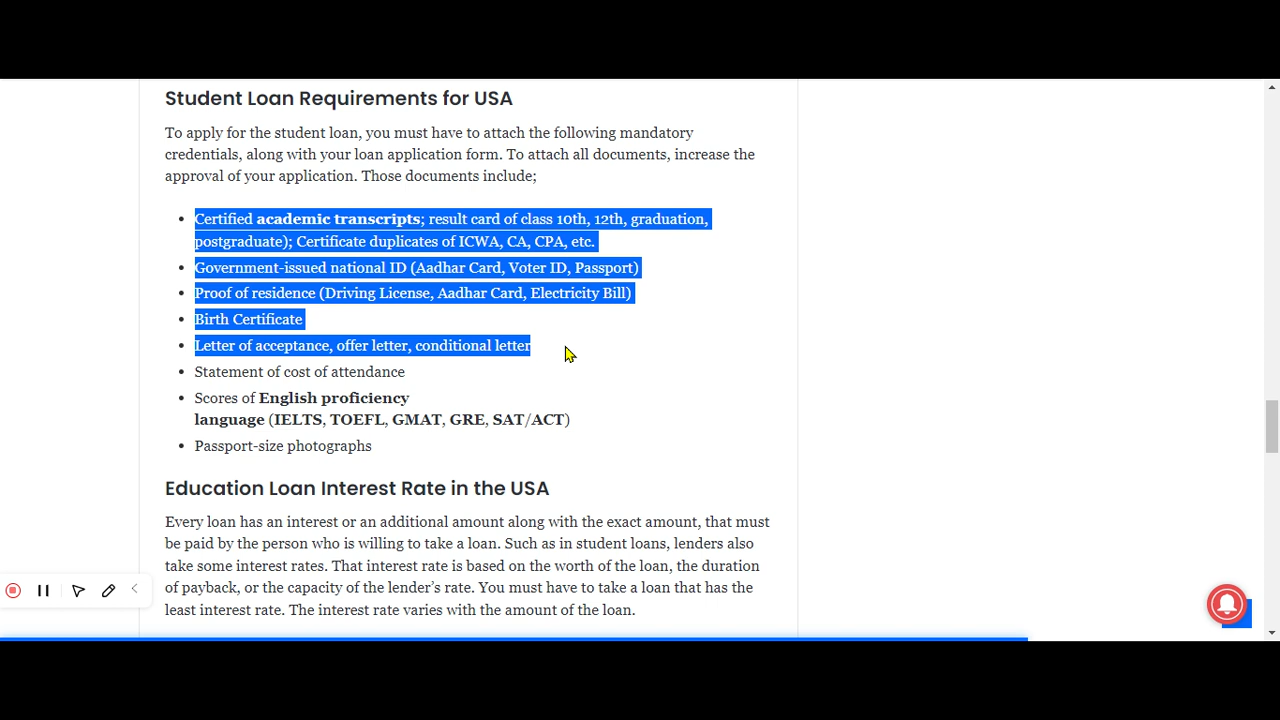 Student Loan Requirements for USA
To apply for the student loan, you must have to attach the following mandatory
credentials, along with your loan application form. To attach all documents, increase the
approval of your application. Those documents include;
Certified academic transcripts; result card of class 10th, 12th, graduation,
postgraduate); Certificate duplicates of ICWA, CA, CPA, etc.
Government-issued national ID (Aadhar Card, Voter ID, Passport)
Proof of residence (Driving License, Aadhar Card, Electricity Bill)
Birth Certificate
Letter of acceptance, offer letter, conditional letter
Statement of cost of attendance
Scores of English proficiency
language (IELTS, TOEFL, GMAT, GRE, SAT/ACT)
Passport-size photographs
Education Loan Interest Rate in the USA
Every loan has an interest or an additional amount along with the exact amount, that must
be paid by the person who is willing to take a loan. Such as in student loans, lenders also
take some interest rates. That interest rate is based on the worth of the loan, the duration
of payback, or the capacity of the lender’s rate. You must have to take a loan that has the
least interest rate. The interest rate varies with the amount of the loan.